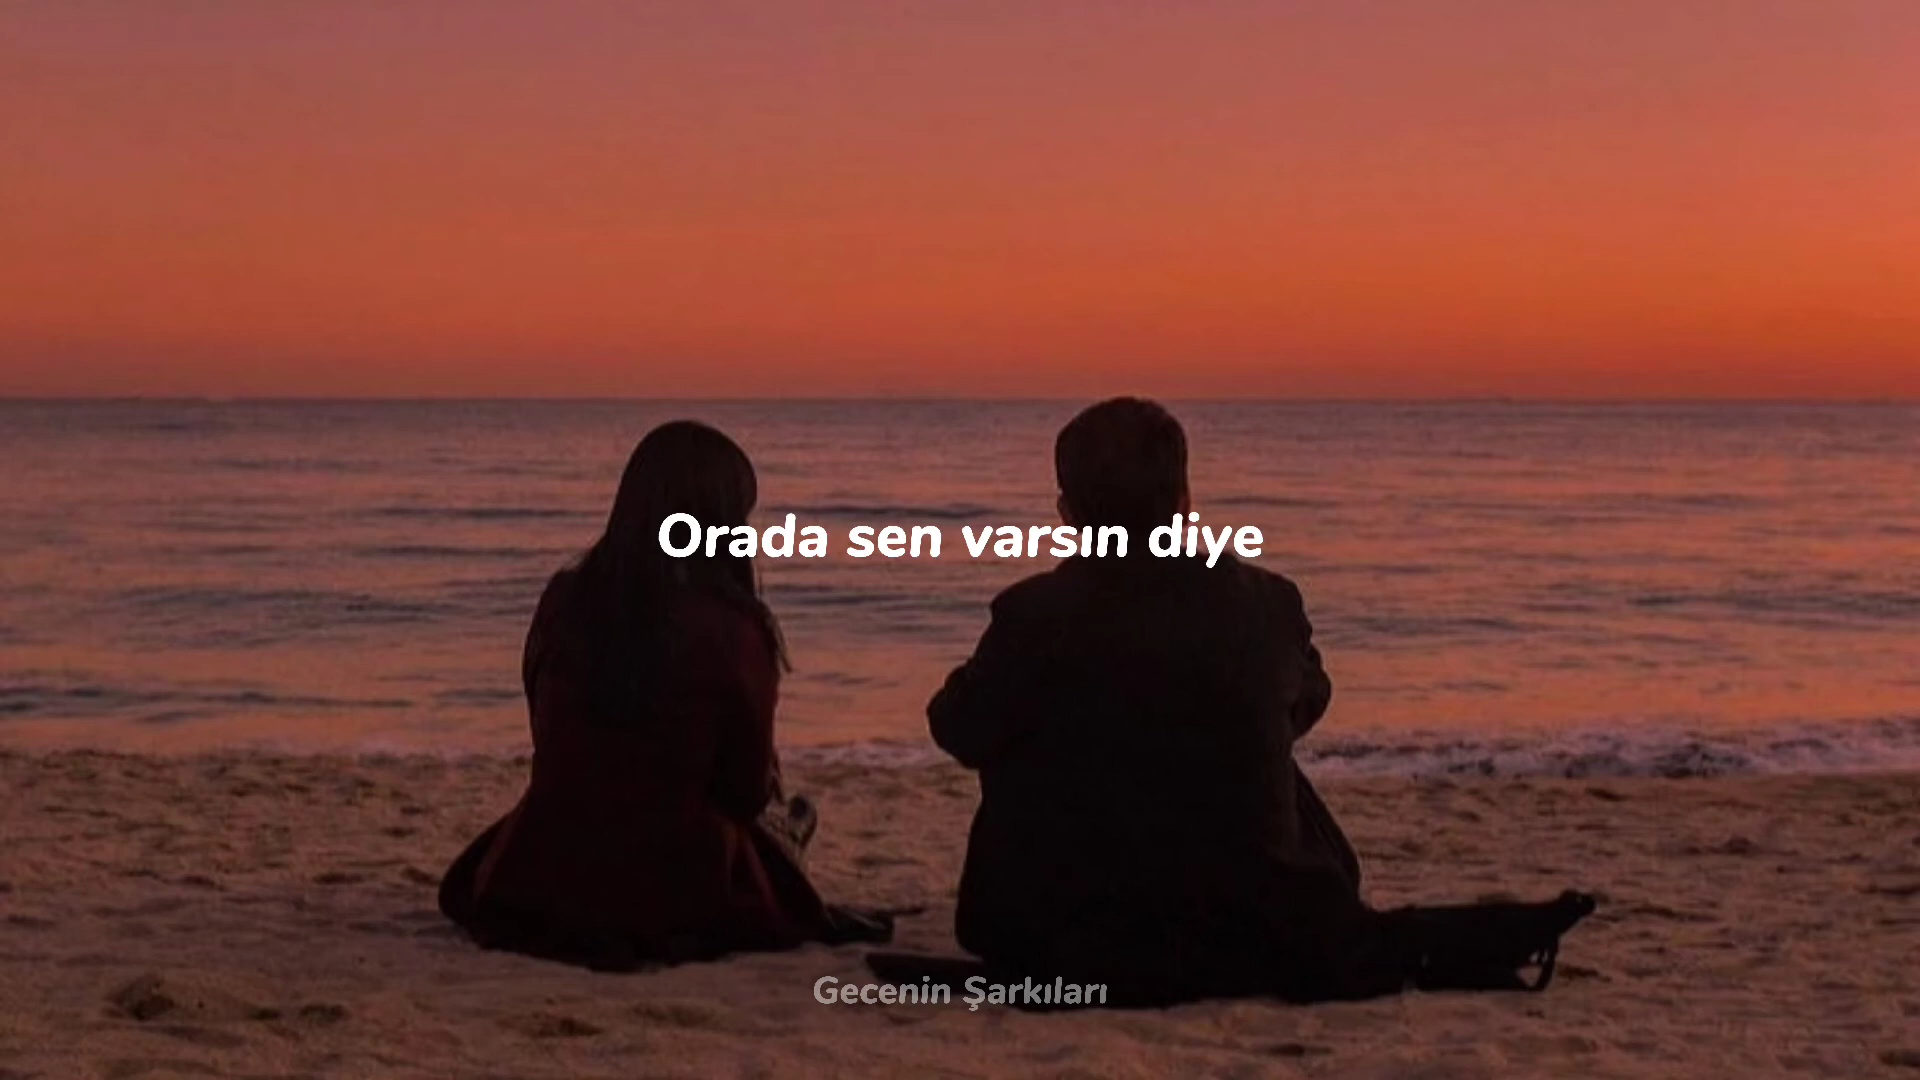 Orada sen varsın diye
Gecenin Şarkıları